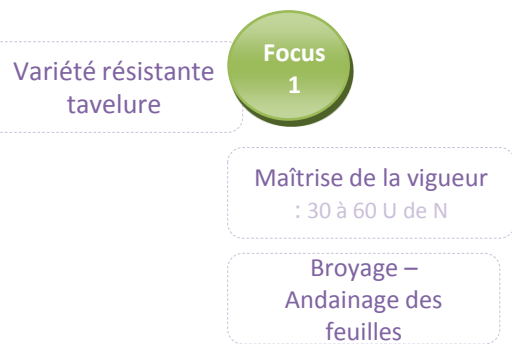 Focus
1
Variété résistante
tavelure
Maîtrise de la vigueur
: 30 à 60 U de N
Broyage –
Andainage des
feuilles